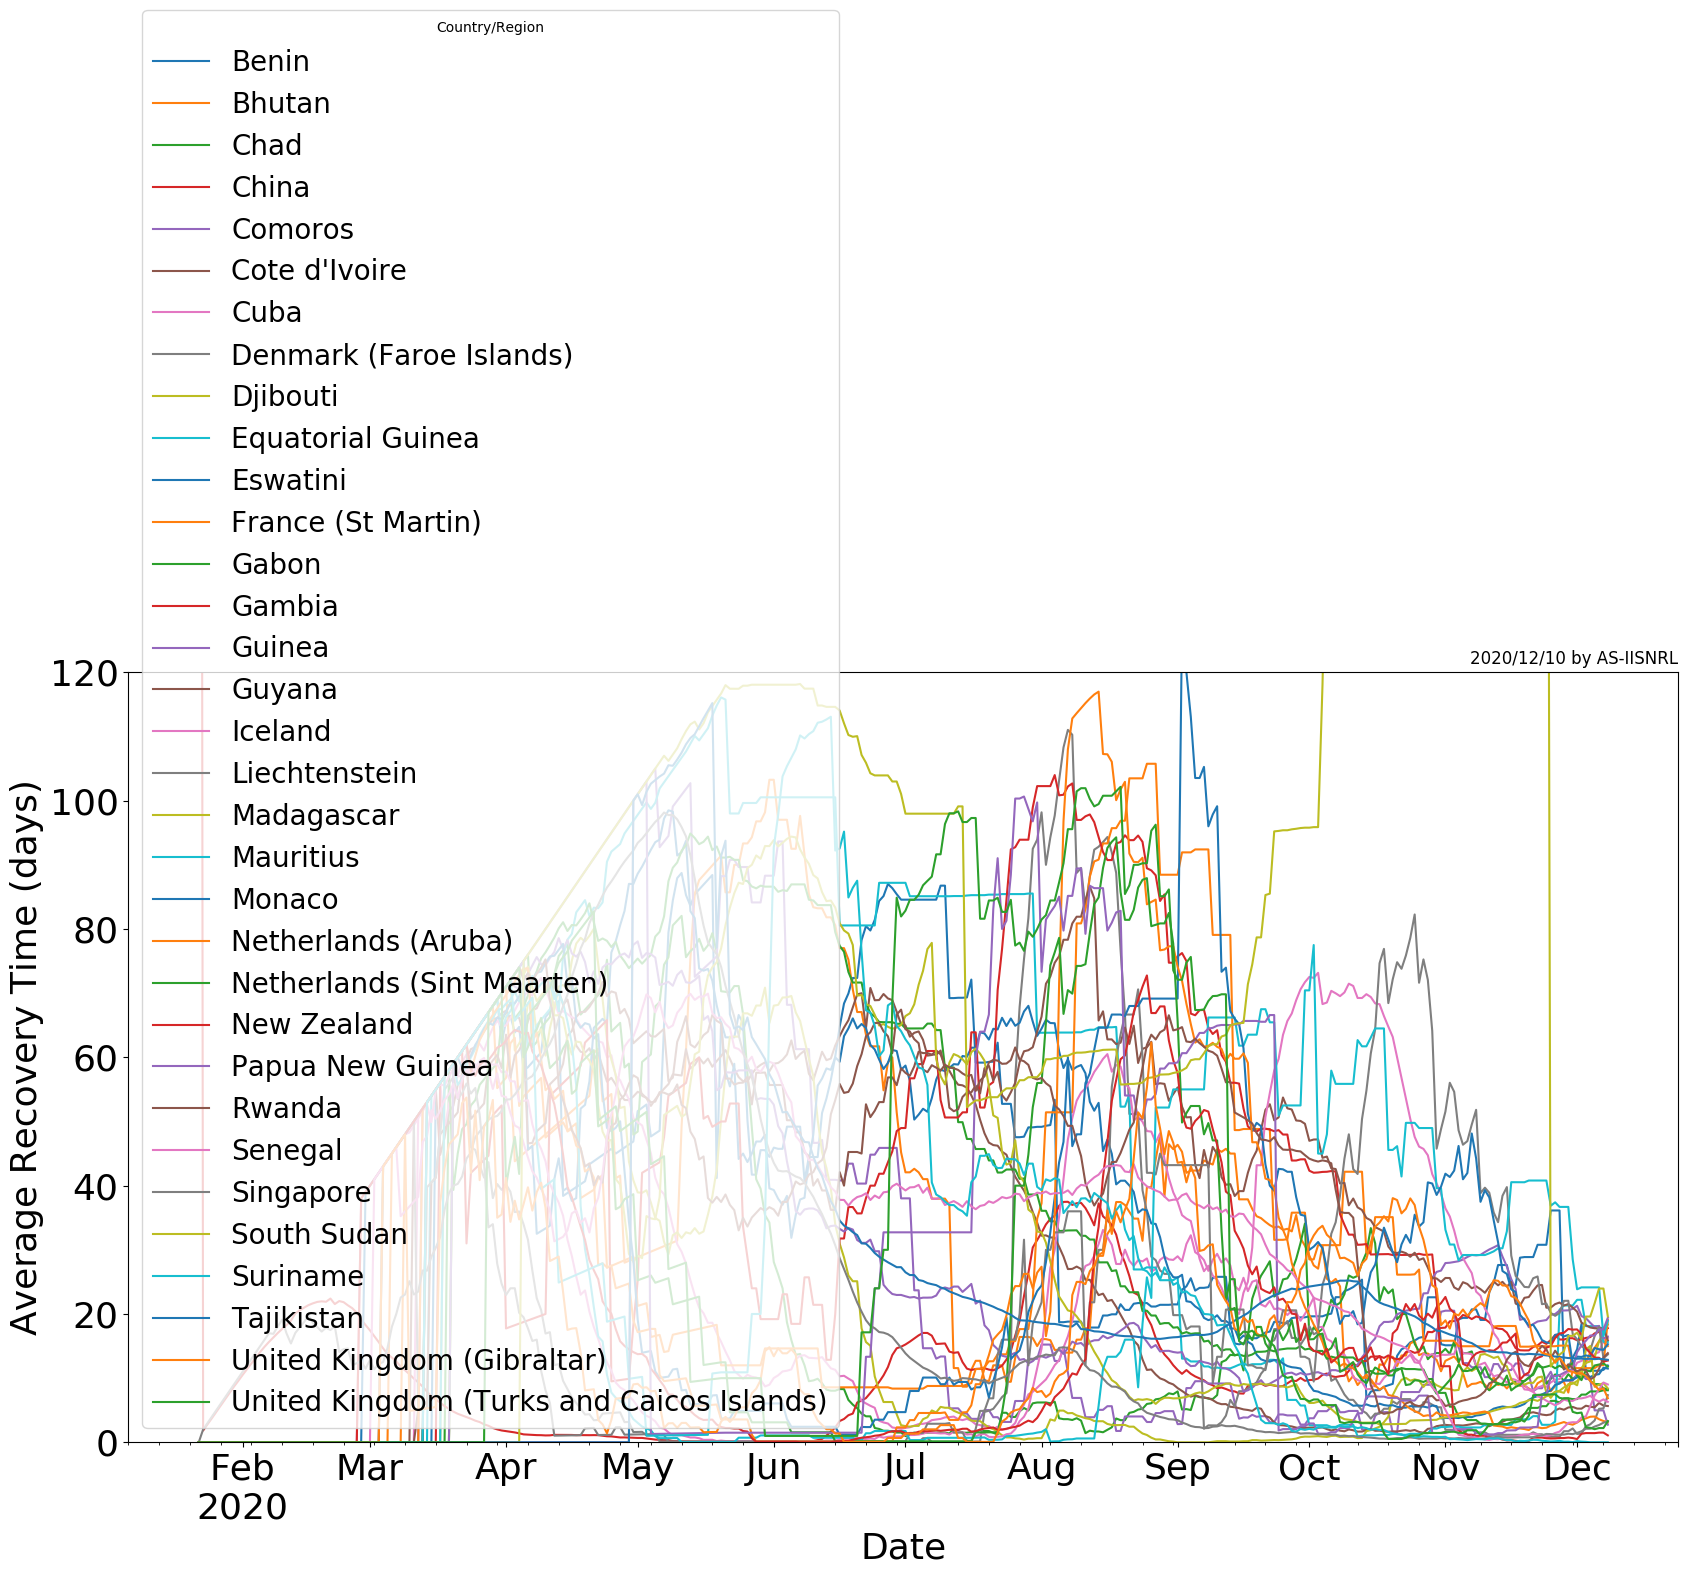 Country/Region
Benin
Bhutan
Chad
China
Comoros
Cote d'Ivoire
Cuba
Denmark (Faroe Islands)
Djibouti
Equatorial Guinea
Eswatini
France (St Martin)
Gabon
Gambia
Guinea
Guyana
Iceland
Liechtenstein
Madagascar
Mauritius
Monaco
Netherlands (Aruba)
Netherlands (Sint Maarten)
New Zealand
Papua New Guinea
Rwanda
Senegal
Singapore
South Sudan
Suriname
Tajikistan
United Kingdom (Gibraltar)
United Kingdom (Turks and Caicos Islands)
2020/12/10 by AS-IISNRL
Average Recovery Time (days)
120
100
80
60
40
20
0
Feb Mar Apr May Jun Jul Aug Sep Oct Nov Dec
2020
Date